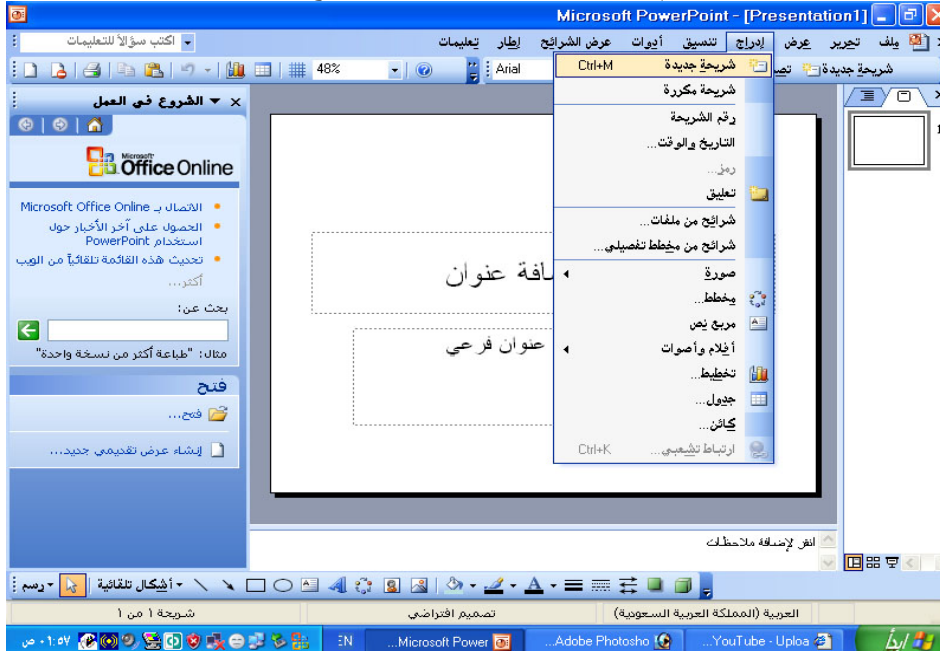 Microsoft PowerPoint - [Presentation1]
ملف تحرير عرض إدراج تنسيق أدوات عرض الشرائح إطار تعليمات
اكتب سؤالاً للتعليمات
48%
Arial
شريحة جديدة
شريحة جديدة Ctrl+M
شريحة مكررة
رقم الشريحة
التاريخ والوقت...
رمز...
تعليق
شرائح من ملفات...
شرائح من مخطط تفصيلي...
صورة
مخطط...
مربع نص
أفلام وأصوات
تخطيط...
جدول...
كائن...
ارتباط تشعبي... Ctrl+K
1
عنوان
عنوان فرعي
انقر لإضافة ملاحظات
الشروع في العمل
Microsoft
Office Online
الاتصال بـ Microsoft Office Online
الحصول على آخر الأخبار حول استخدام PowerPoint
تحديث هذه القائمة تلقائياً من الويب
أكثر...
بحث عن:
مثال: "طباعة أكثر من نسخة واحدة"
فتح
فتح...
إنشاء عرض تقديمي جديد...
رسم أشكال تلقائية
العربية (المملكة العربية السعودية) تصميم افتراضي شريحة ١ من ١
ابدأ
YouTube - Uploa...
Adobe Photosho...
Microsoft Power...
EN
٠١:٥٧ ص